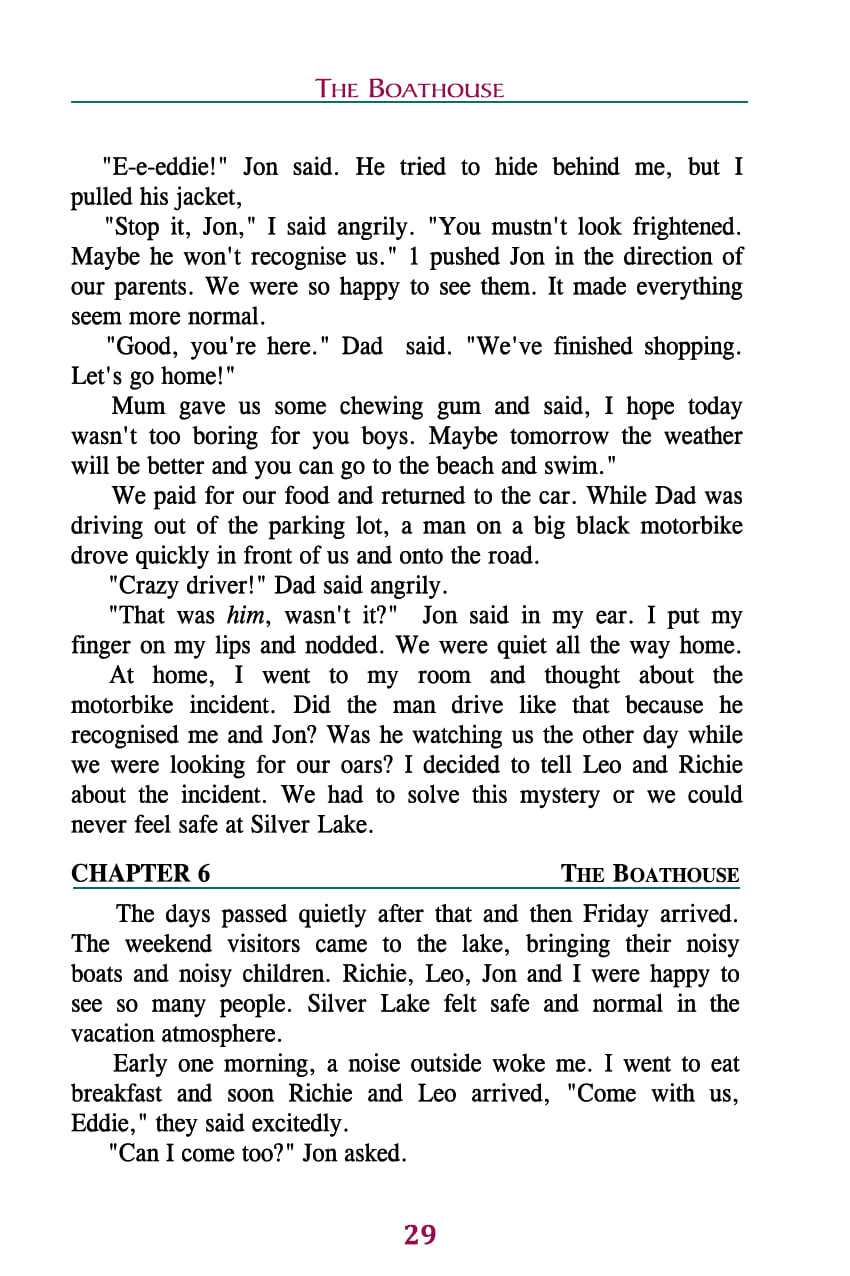 THE BOATHOUSE
"E-e-eddie!" Jon said. He tried to hide behind me, but I
pulled his jacket,
"Stop it, Jon," I said angrily. "You mustn't look frightened.
Maybe he won't recognise us." 1 pushed Jon in the direction of
our parents. We were so happy to see them. It made everything
seem more normal.
"Good, you're here." Dad said. "We've finished shopping.
Let's go home!"
Mum gave us some chewing gum and said, I hope today
wasn't too boring for you boys. Maybe tomorrow the weather
will be better and you can go to the beach and swim."
We paid for our food and returned to the car. While Dad was
driving out of the parking lot, a man on a big black motorbike
drove quickly in front of us and onto the road.
"Crazy driver!" Dad said angrily.
"That was him, wasn't it?" Jon said in my ear. I put my
finger on my lips and nodded. We were quiet all the way home.
At home, I went to my room and thought about the
motorbike incident. Did the man drive like that because he
recognised me and Jon? Was he watching us the other day while
we were looking for our oars? I decided to tell Leo and Richie
about the incident. We had to solve this mystery or we could
never feel safe at Silver Lake.
CHAPTER 6 THE BOATHOUSE
The days passed quietly after that and then Friday arrived.
The weekend visitors came to the lake, bringing their noisy
boats and noisy children. Richie, Leo, Jon and I were happy to
see so many people. Silver Lake felt safe and normal in the
vacation atmosphere.
Early one morning, a noise outside woke me. I went to eat
breakfast and soon Richie and Leo arrived, "Come with us,
Eddie," they said excitedly.
"Can I come too?" Jon asked.
29